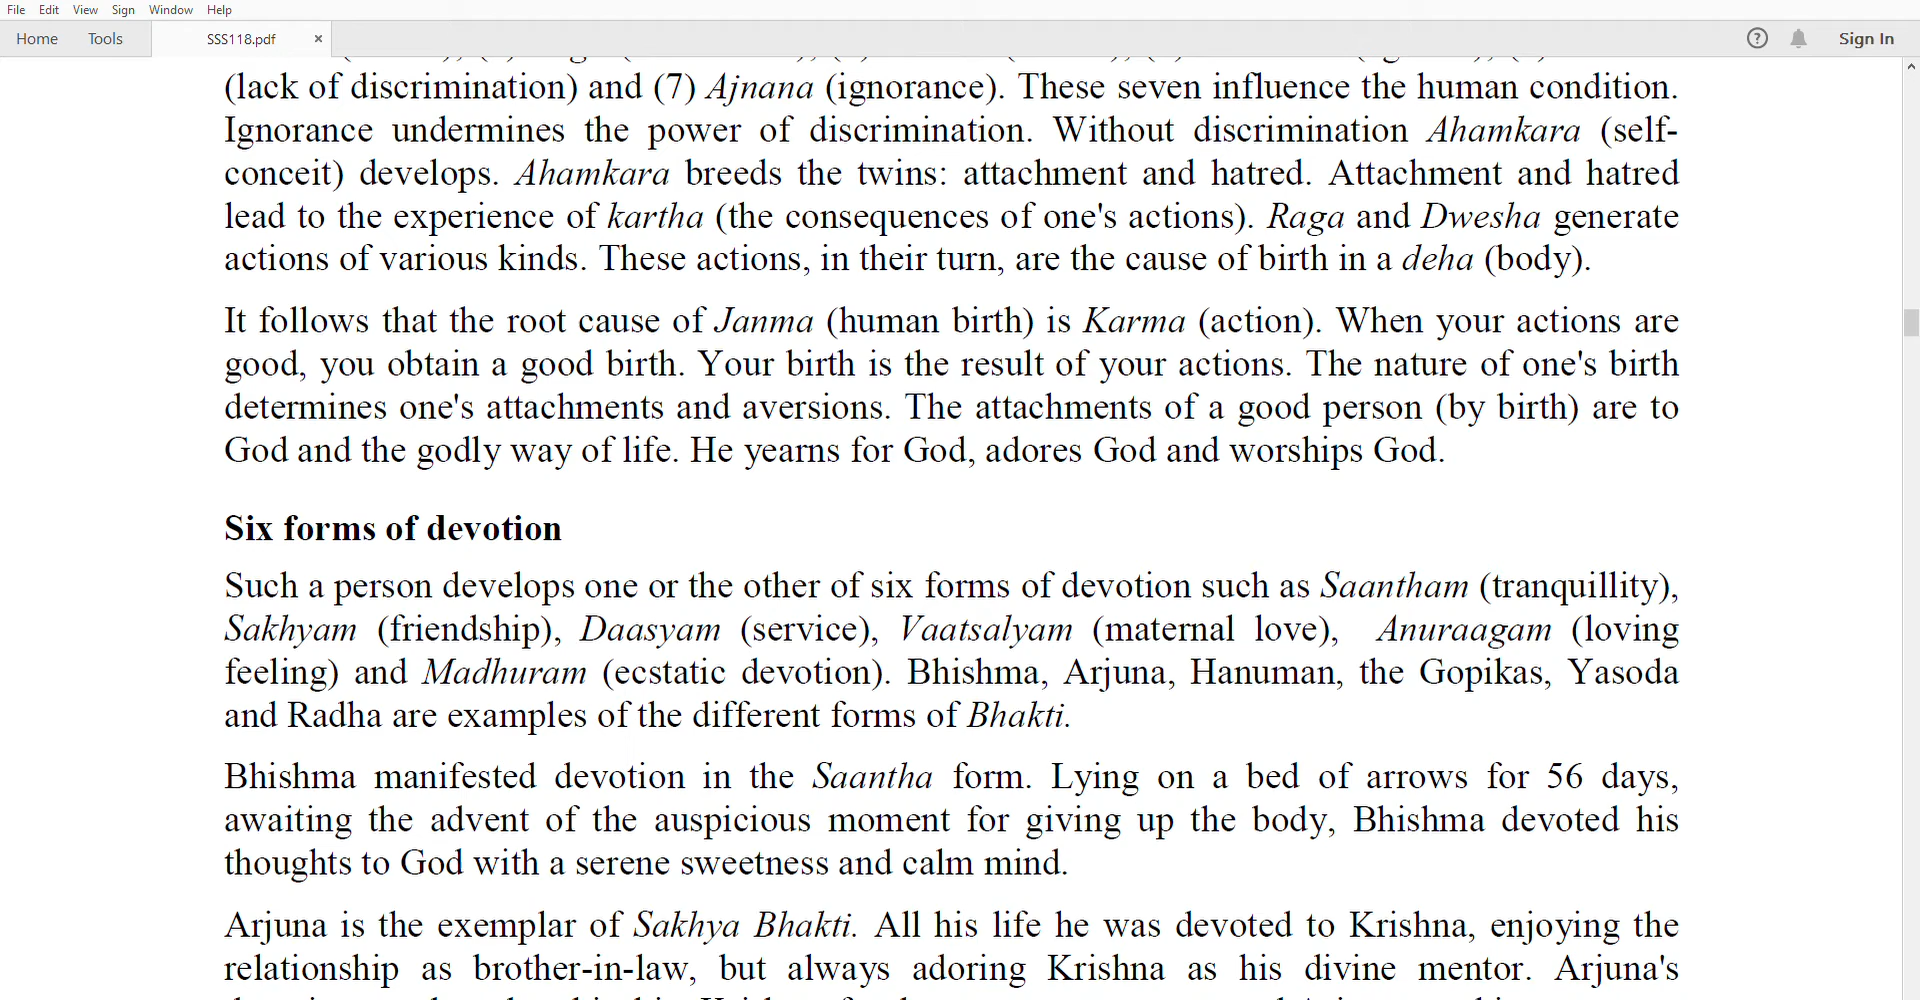 File Edit View Sign Window Help
Home Tools SSS118.pdf × ? Sign In
(lack of discrimination) and (7) Ajnana (ignorance). These seven influence the human condition.
Ignorance undermines the power of discrimination. Without discrimination Ahamkara (self-
conceit) develops. Ahamkara breeds the twins: attachment and hatred. Attachment and hatred
lead to the experience of kartha (the consequences of one's actions). Raga and Dwesha generate
actions of various kinds. These actions, in their turn, are the cause of birth in a deha (body).
It follows that the root cause of Janma (human birth) is Karma (action). When your actions are
good, you obtain a good birth. Your birth is the result of your actions. The nature of one's birth
determines one's attachments and aversions. The attachments of a good person (by birth) are to
God and the godly way of life. He yearns for God, adores God and worships God.
Six forms of devotion
Such a person develops one or the other of six forms of devotion such as Saantham (tranquillity),
Sakhyam (friendship), Daasyam (service), Vaatsalyam (maternal love), Anuraagam (loving
feeling) and Madhuram (ecstatic devotion). Bhishma, Arjuna, Hanuman, the Gopikas, Yasoda
and Radha are examples of the different forms of Bhakti.
Bhishma manifested devotion in the Saantha form. Lying on a bed of arrows for 56 days,
awaiting the advent of the auspicious moment for giving up the body, Bhishma devoted his
thoughts to God with a serene sweetness and calm mind.
Arjuna is the exemplar of Sakhya Bhakti. All his life he was devoted to Krishna, enjoying the
relationship as brother-in-law, but always adoring Krishna as his divine mentor. Arjuna's